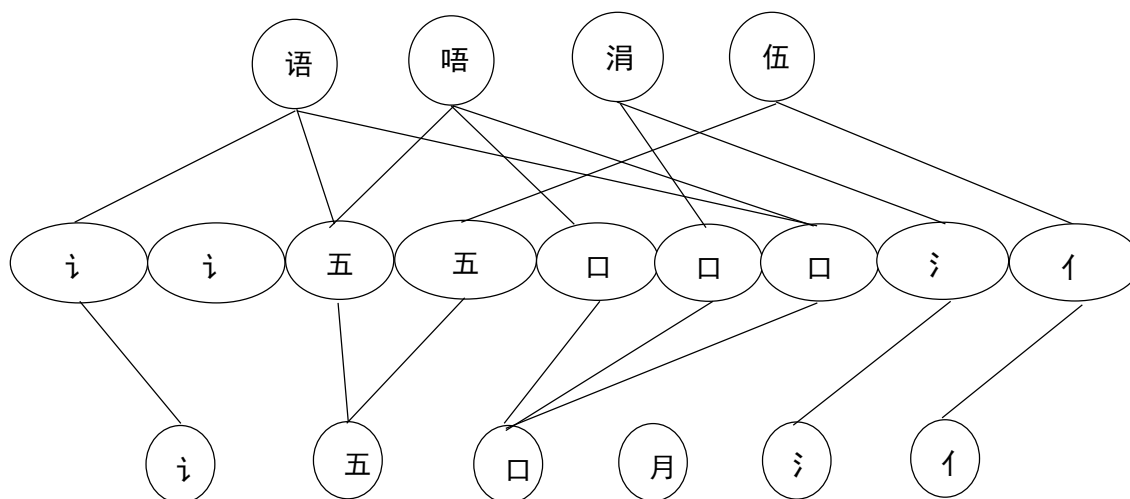 语 唔 涓 伍
讠 讠 五 五 口 口 口 氵 亻
讠 五 口 月 氵 亻